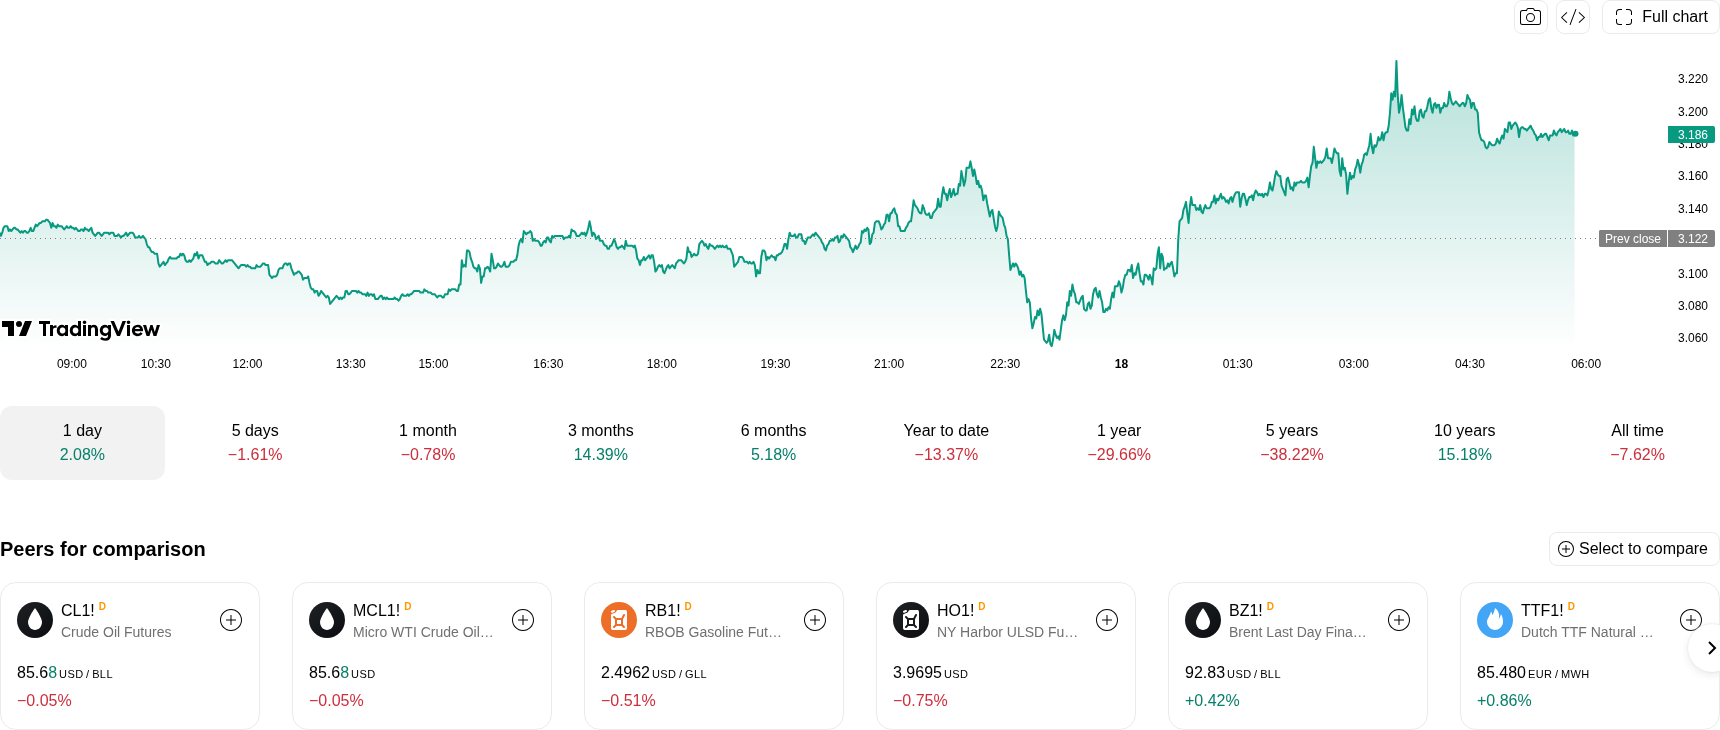 Full chart
3.220
3.200
3.186
3.180
3.160
3.140
Prev close 3.122
3.100
3.080
3.060
TradingView
09:00 10:30 12:00 13:30 15:00 16:30 18:00 19:30 21:00 22:30 18 01:30 03:00 04:30 06:00
1 day 5 days 1 month 3 months 6 months Year to date 1 year 5 years 10 years All time
2.08% −1.61% −0.78% 14.39% 5.18% −13.37% −29.66% −38.22% 15.18% −7.62%
Peers for comparison
Select to compare
CL1! D MCL1! D RB1! D HO1! D BZ1! D TTF1! D
Crude Oil Futures Micro WTI Crude Oil… RBOB Gasoline Fut… NY Harbor ULSD Fu… Brent Last Day Fina… Dutch TTF Natural …
85.68 USD / BLL 85.68 USD 2.4962 USD / GLL 3.9695 USD 92.83 USD / BLL 85.480 EUR / MWH
−0.05% −0.05% −0.51% −0.75% +0.42% +0.86%